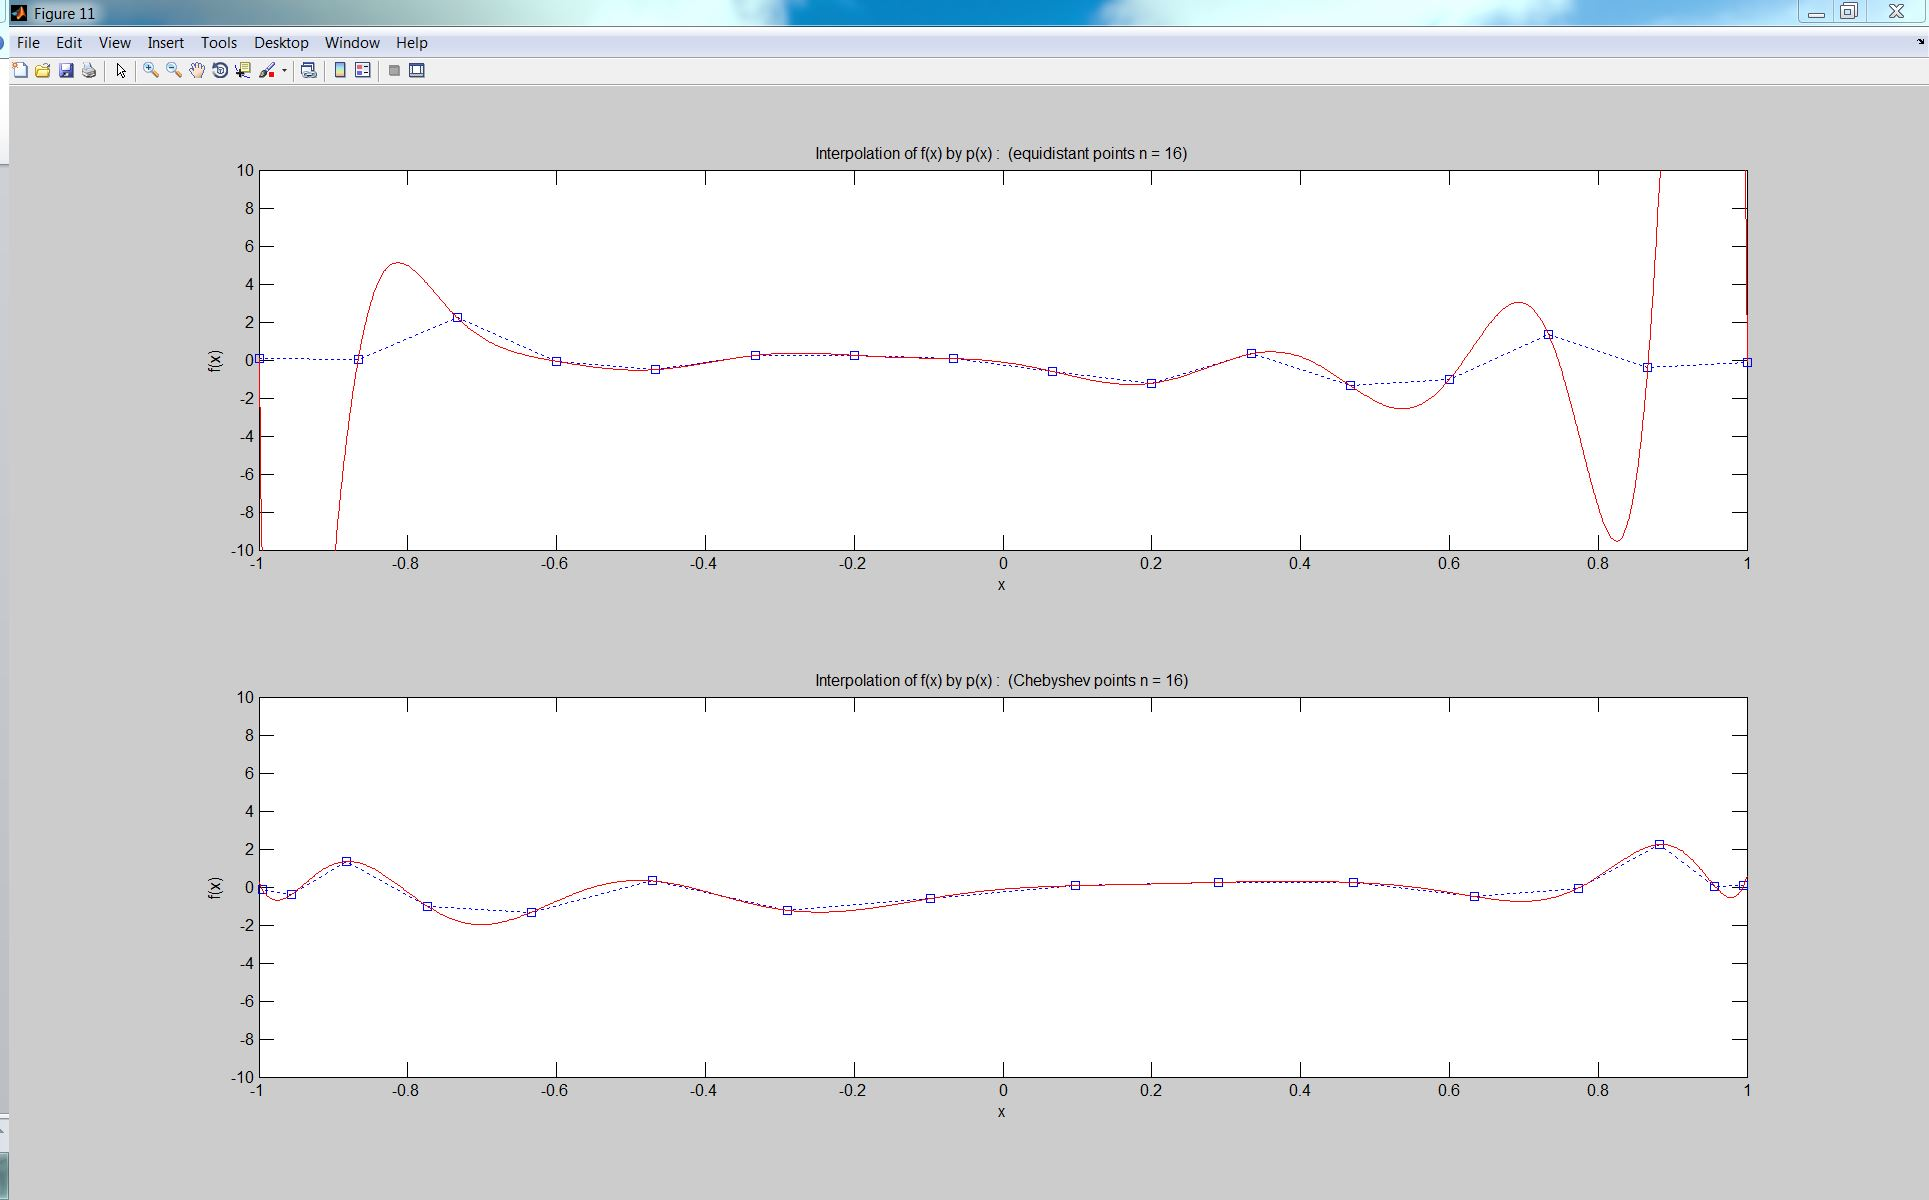 Figure 11
File Edit View Insert Tools Desktop Window Help
Interpolation of f(x) by p(x) :  (equidistant points n = 16)
10
8
6
4
2
0
-2
-4
-6
-8
-10
f(x)
-1 -0.8 -0.6 -0.4 -0.2 0 0.2 0.4 0.6 0.8 1
x
Interpolation of f(x) by p(x) :  (Chebyshev points n = 16)
10
8
6
4
2
0
-2
-4
-6
-8
-10
f(x)
-1 -0.8 -0.6 -0.4 -0.2 0 0.2 0.4 0.6 0.8 1
x